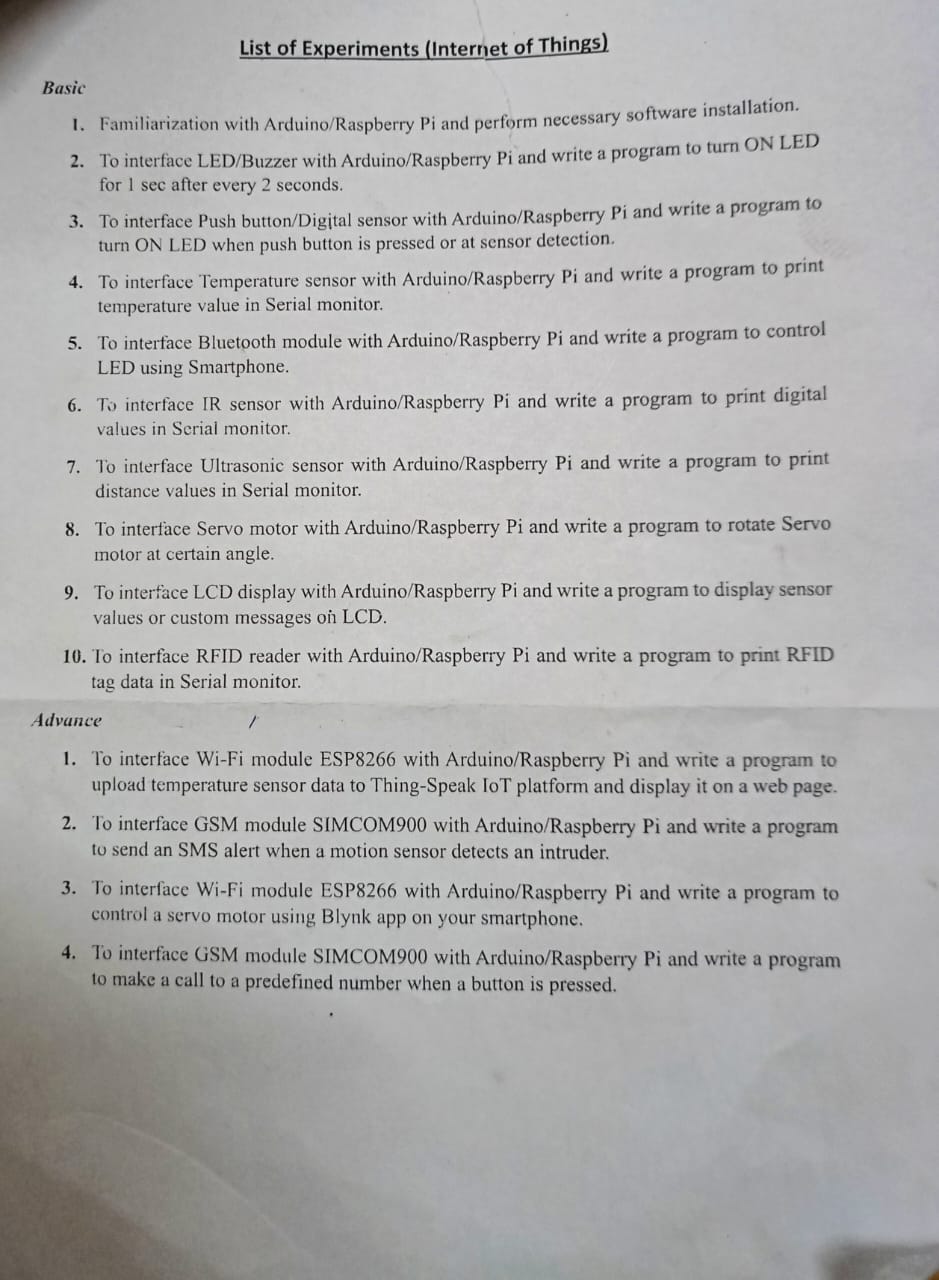 List of Experiments (Internet of Things)
Basic
1. Familiarization with Arduino/Raspberry Pi and perform necessary software installation.
2. To interface LED/Buzzer with Arduino/Raspberry Pi and write a program to turn ON LED
for 1 sec after every 2 seconds.
3. To interface Push button/Digital sensor with Arduino/Raspberry Pi and write a program to
turn ON LED when push button is pressed or at sensor detection.
4. To interface Temperature sensor with Arduino/Raspberry Pi and write a program to print
temperature value in Serial monitor.
5. To interface Bluetooth module with Arduino/Raspberry Pi and write a program to control
LED using Smartphone.
6. To interface IR sensor with Arduino/Raspberry Pi and write a program to print digital
values in Serial monitor.
7. To interface Ultrasonic sensor with Arduino/Raspberry Pi and write a program to print
distance values in Serial monitor.
8. To interface Servo motor with Arduino/Raspberry Pi and write a program to rotate Servo
motor at certain angle.
9. To interface LCD display with Arduino/Raspberry Pi and write a program to display sensor
values or custom messages on LCD.
10. To interface RFID reader with Arduino/Raspberry Pi and write a program to print RFID
tag data in Serial monitor.
Advance
1. To interface Wi-Fi module ESP8266 with Arduino/Raspberry Pi and write a program to
upload temperature sensor data to Thing-Speak IoT platform and display it on a web page.
2. To interface GSM module SIMCOM900 with Arduino/Raspberry Pi and write a program
to send an SMS alert when a motion sensor detects an intruder.
3. To interface Wi-Fi module ESP8266 with Arduino/Raspberry Pi and write a program to
control a servo motor using Blynk app on your smartphone.
4. To interface GSM module SIMCOM900 with Arduino/Raspberry Pi and write a program
to make a call to a predefined number when a button is pressed.